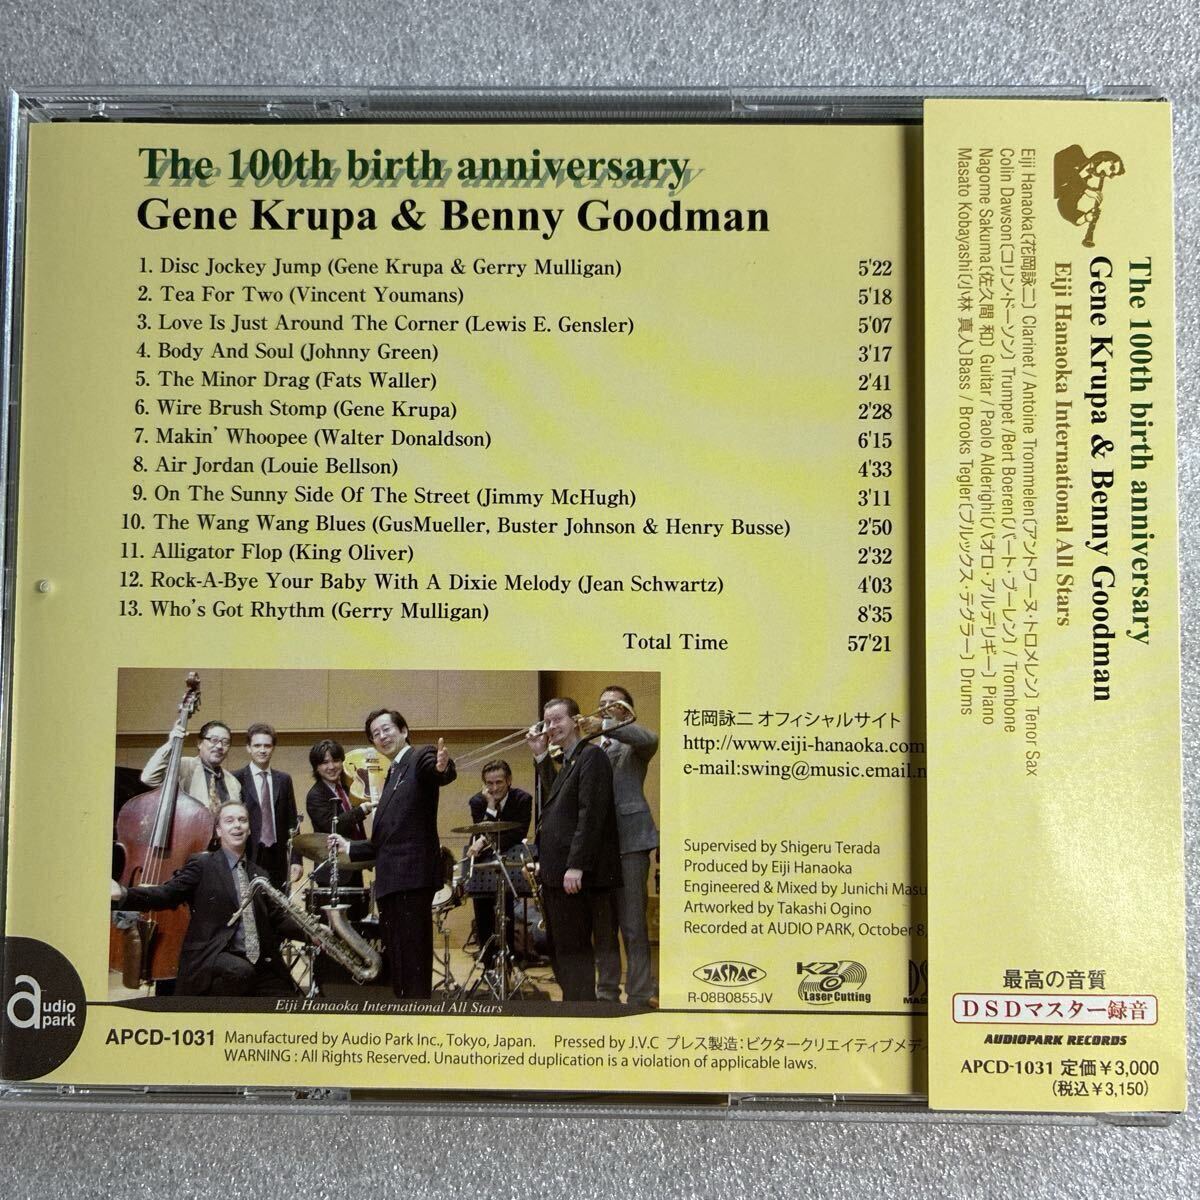 The 100th birth anniversary
Gene Krupa & Benny Goodman
1. Disc Jockey Jump (Gene Krupa & Gerry Mulligan) 5'22
2. Tea For Two (Vincent Youmans) 5'18
3. Love Is Just Around The Corner (Lewis E. Gensler) 5'07
4. Body And Soul (Johnny Green) 3'17
5. The Minor Drag (Fats Waller) 2'41
6. Wire Brush Stomp (Gene Krupa) 2'28
7. Makin' Whoopee (Walter Donaldson) 6'15
8. Air Jordan (Louie Bellson) 4'33
9. On The Sunny Side Of The Street (Jimmy McHugh) 3'11
10. The Wang Wang Blues (GusMueller, Buster Johnson & Henry Busse) 2'50
11. Alligator Flop (King Oliver) 2'32
12. Rock-A-Bye Your Baby With A Dixie Melody (Jean Schwartz) 4'03
13. Who's Got Rhythm (Gerry Mulligan) 8'35
Total Time 57'21
花岡詠二 オフィシャルサイト
http://www.eiji-hanaoka.com
e-mail:swing@music.email.n
Supervised by Shigeru Terada
Produced by Eiji Hanaoka
Engineered & Mixed by Junichi Masu
Artworked by Takashi Ogino
Recorded at AUDIO PARK, October 8,
JASRAC
R-08B0855JV
K2
Laser Cutting
Eiji Hanaoka International All Stars
audio park
APCD-1031 Manufactured by Audio Park Inc., Tokyo, Japan. Pressed by J.V.C プレス製造:ビクタークリエイティブメデ
WARNING : All Rights Reserved. Unauthorized duplication is a violation of applicable laws.
The 100th birth anniversary
Gene Krupa & Benny Goodman
Eiji Hanaoka International All Stars
Eiji Hanaoka〔花岡詠二〕Clarinet / Antoine Trommelen〔アントワーヌ・トロメレン〕Tenor Sax
Colin Dawson〔コリン・ドーソン〕Trumpet /Bert Boeren〔バート・ブーレン〕/ Trombone
Nagome Sakuma〔佐久間 和〕Guitar / Paolo Alderighi〔パオロ・アルデリギー〕Piano
Masato Kobayashi〔小林 真人〕Bass / Brooks Tegler〔ブルックス・テグラー〕Drums
最高の音質
DSDマスター録音
AUDIOPARK RECORDS
APCD-1031 定価¥3,000
(税込¥3,150)